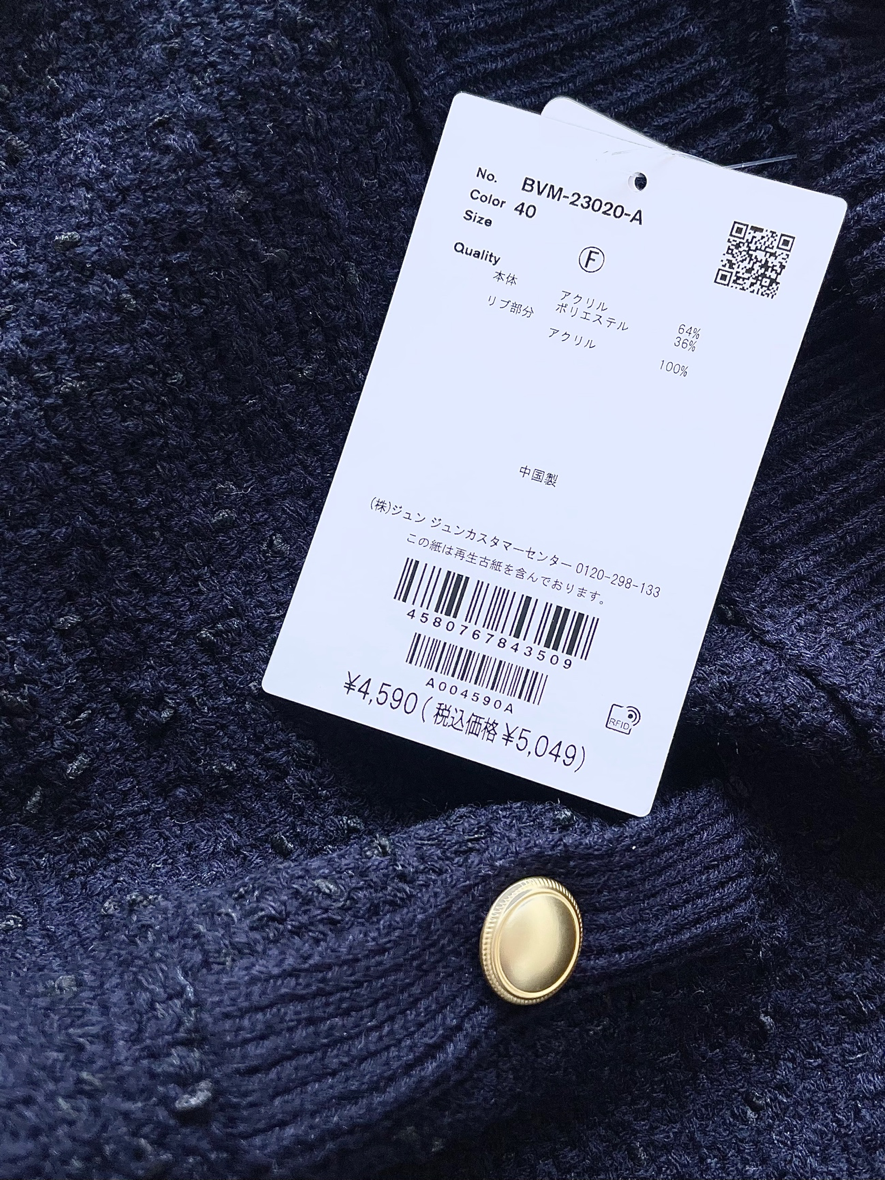 No. BVM-23020-A
Color 40
Size
Ⓕ
Quality
本体 アクリル 64%
ポリエステル 36%
リブ部分 アクリル 100%
中国製
(株)ジュン ジュンカスタマーセンター 0120-298-133
この紙は再生古紙を含んでおります。
4580767843509
A004590A
¥4,590(税込価格¥5,049)
RFID